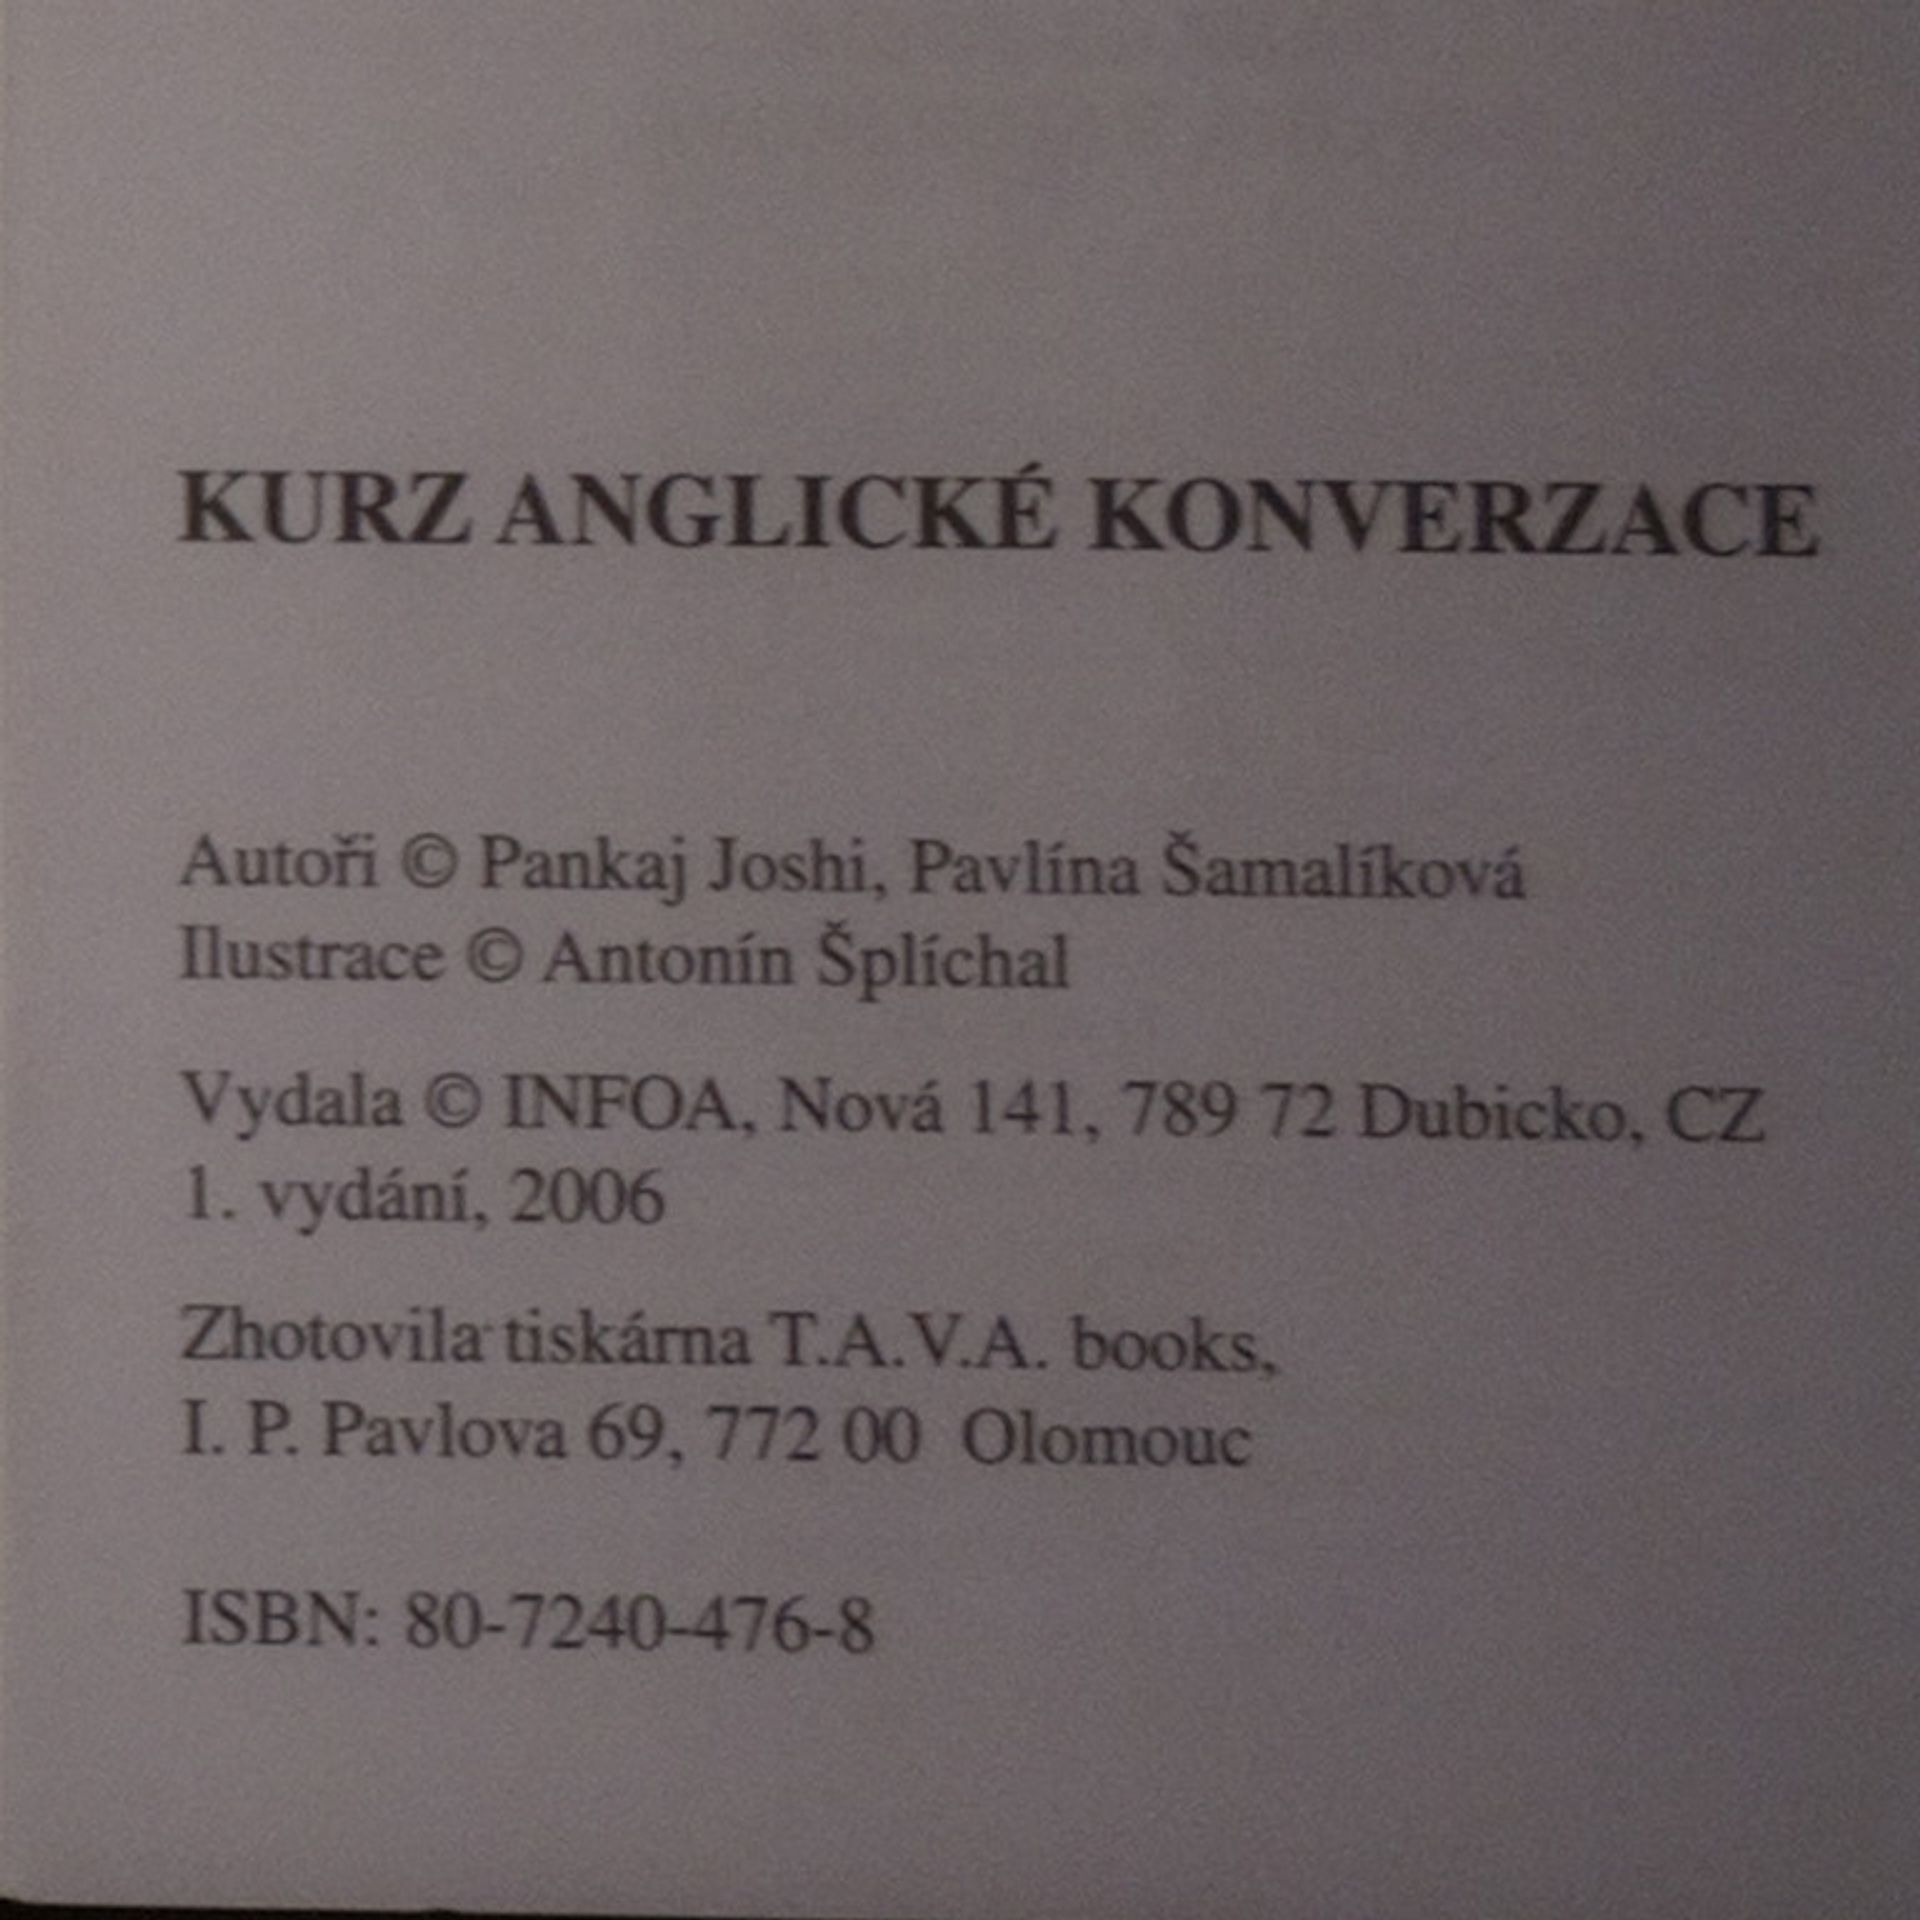 KURZ ANGLICKÉ KONVERZACE
Autoři © Pankaj Joshi, Pavlína Šamalíková
Ilustrace © Antonín Šplíchal
Vydala © INFOA, Nová 141, 789 72 Dubicko, CZ
1. vydání, 2006
Zhotovila tiskárna T.A.V.A. books,
I. P. Pavlova 69, 772 00 Olomouc
ISBN: 80-7240-476-8